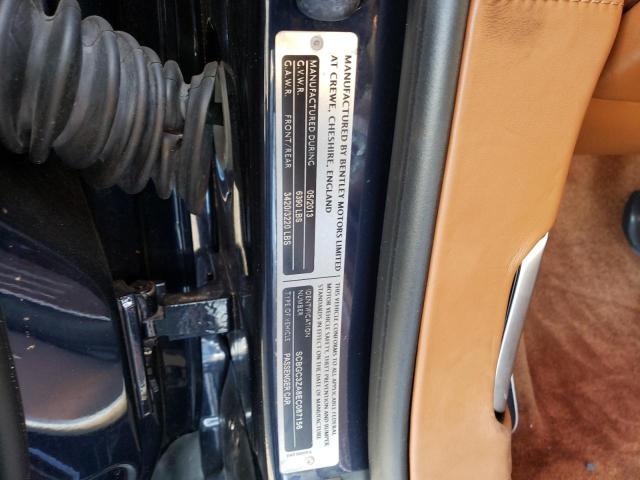 MANUFACTURED BY BENTLEY MOTORS LIMITED
AT CREWE, CHESHIRE, ENGLAND
MANUFACTURED DURING 05/2013
G.V.W.R. 6390 LBS
G.A.W.R. FRONT/REAR 3420/3220 LBS
THIS VEHICLE CONFORMS TO ALL APPLICABLE FEDERAL
MOTOR VEHICLE SAFETY, THEFT PREVENTION AND BUMPER
STANDARDS IN EFFECT ON THE DATE OF MANUFACTURE.
IDENTIFICATION
NUMBER SCBGC3ZA8EC087156
TYPE OF VEHICLE PASSENGER CAR